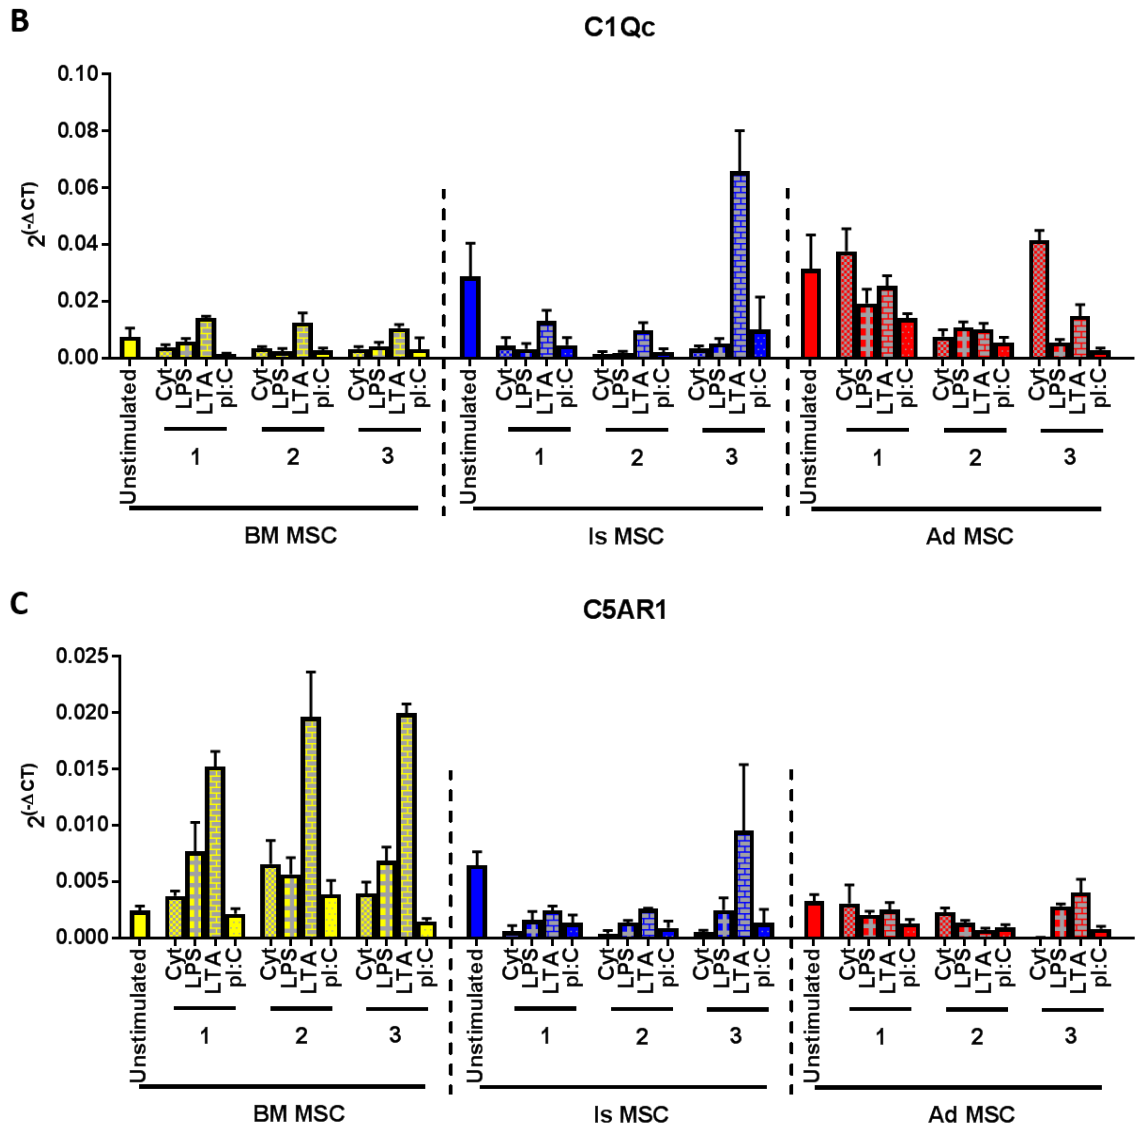 B
C1Qc
2(-ΔCT)
0.10
0.08
0.06
0.04
0.02
0.00
Unstimulated Cyt LPS LTA pI:C Cyt LPS LTA pI:C Cyt LPS LTA pI:C Unstimulated Cyt LPS LTA pI:C Cyt LPS LTA pI:C Cyt LPS LTA pI:C Unstimulated Cyt LPS LTA pI:C Cyt LPS LTA pI:C Cyt LPS LTA pI:C
1 2 3 1 2 3 1 2 3
BM MSC Is MSC Ad MSC
C
C5AR1
2(-ΔCT)
0.025
0.020
0.015
0.010
0.005
0.000
Unstimulated Cyt LPS LTA pI:C Cyt LPS LTA pI:C Cyt LPS LTA pI:C Unstimulated Cyt LPS LTA pI:C Cyt LPS LTA pI:C Cyt LPS LTA pI:C Unstimulated Cyt LPS LTA pI:C Cyt LPS LTA pI:C Cyt LPS LTA pI:C
1 2 3 1 2 3 1 2 3
BM MSC Is MSC Ad MSC